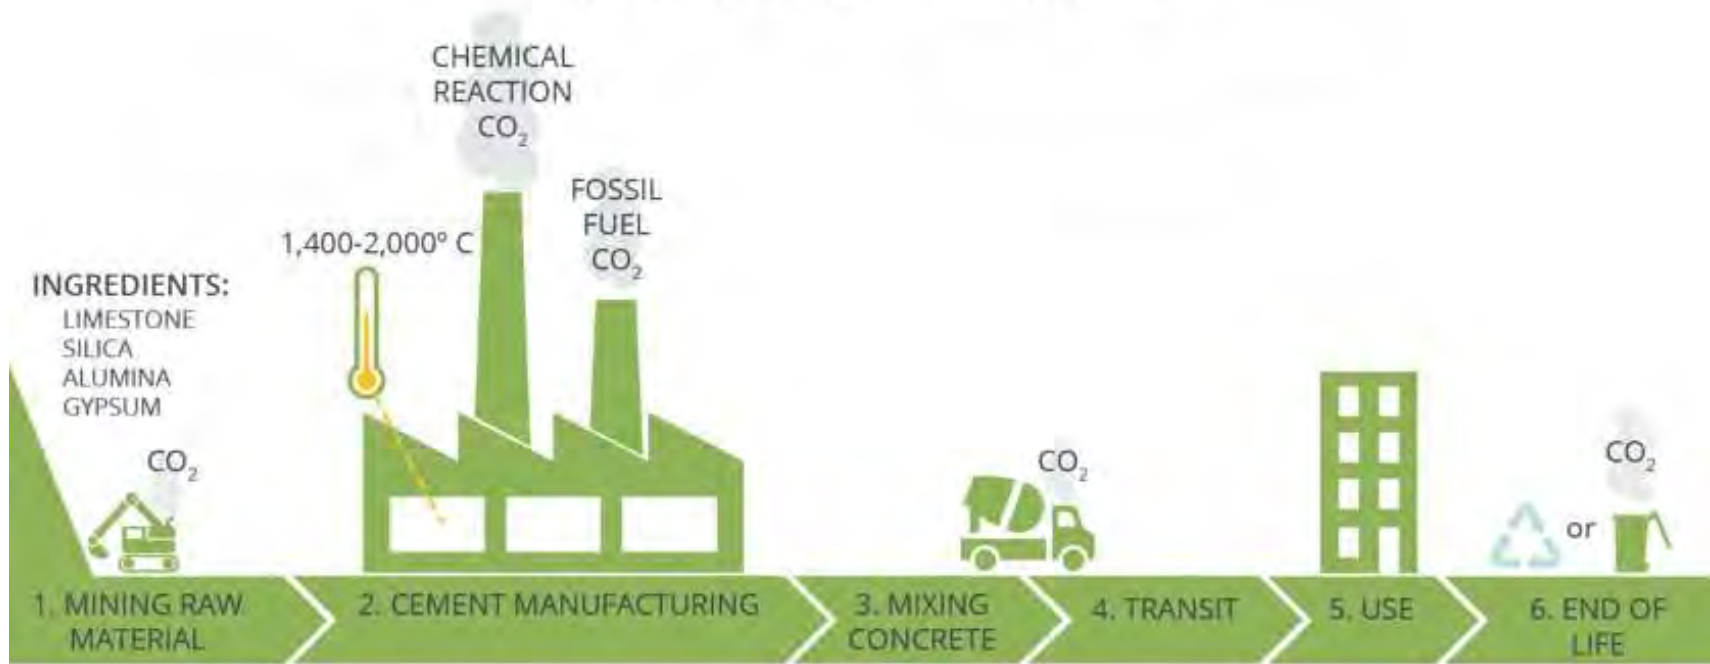 CHEMICAL
REACTION
CO₂
FOSSIL
FUEL
CO₂
1,400-2,000° C
INGREDIENTS:
LIMESTONE
SILICA
ALUMINA
GYPSUM
CO₂
CO₂
CO₂
or
1. MINING RAW
MATERIAL
2. CEMENT MANUFACTURING
3. MIXING
CONCRETE
4. TRANSIT
5. USE
6. END OF
LIFE